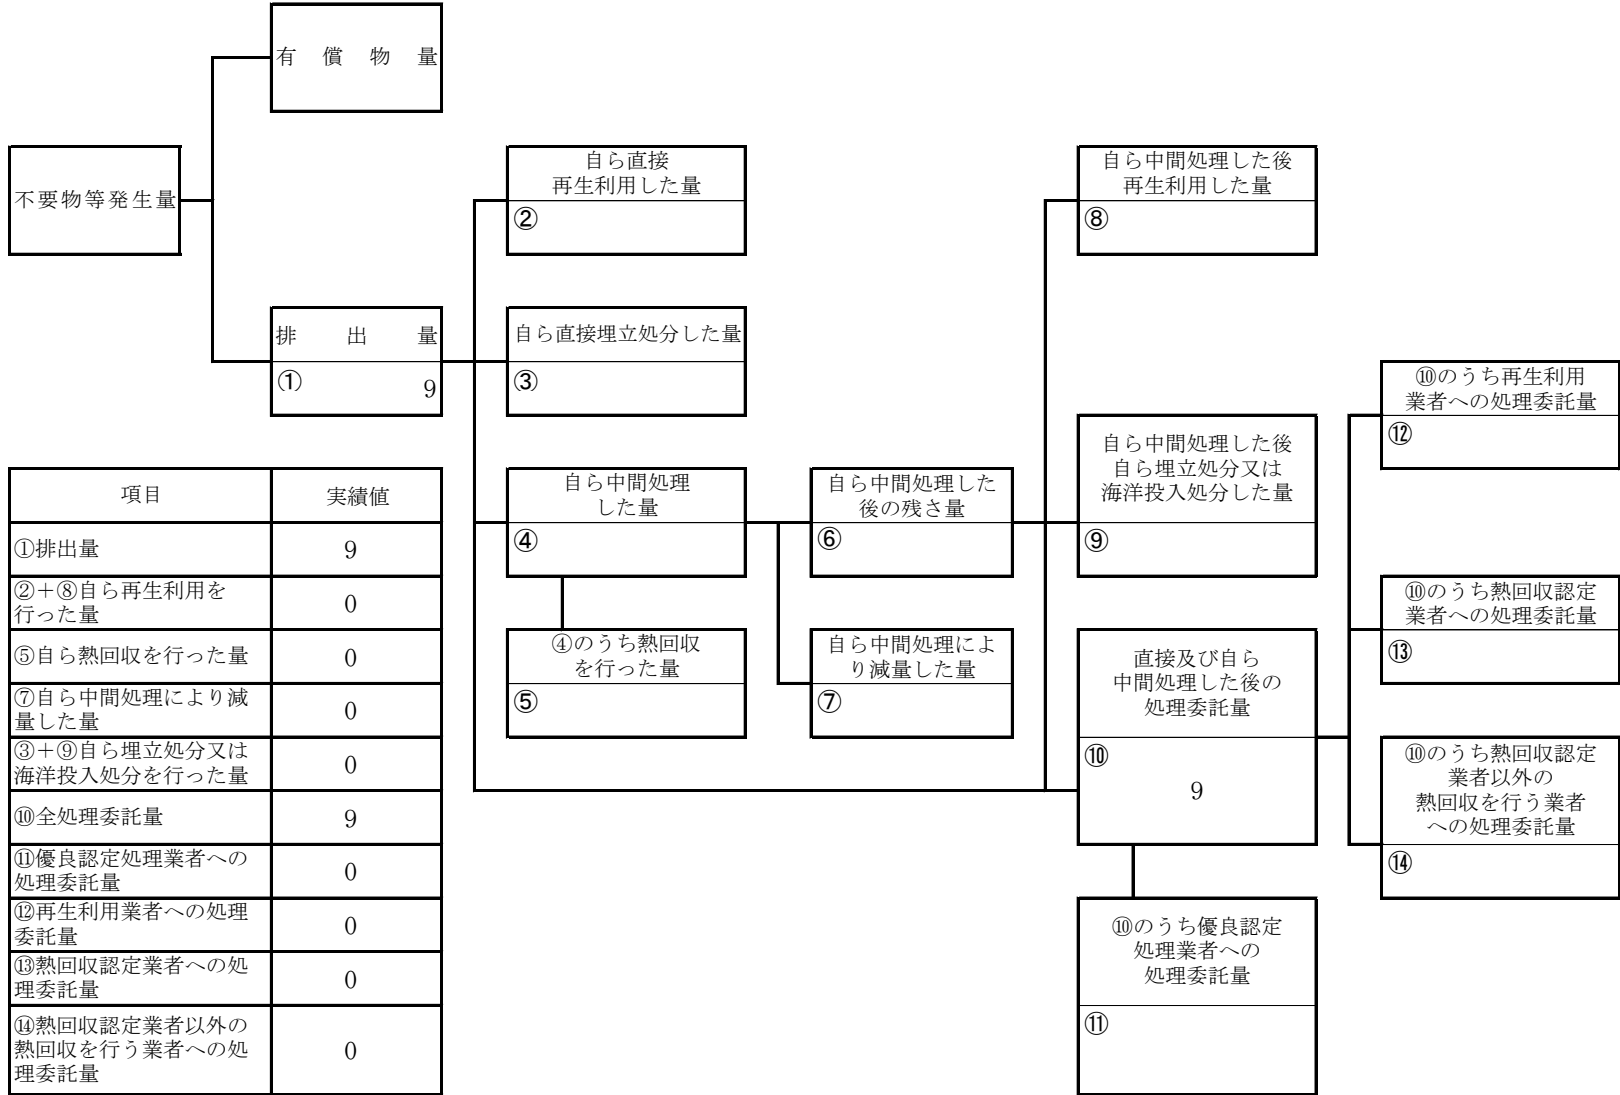 有償物量
不要物等発生量
排出量
①
9
自ら直接
再生利用した量
②
自ら直接埋立処分した量
③
自ら中間処理
した量
④
④のうち熱回収
を行った量
⑤
自ら中間処理した
後の残さ量
⑥
自ら中間処理によ
り減量した量
⑦
自ら中間処理した後
再生利用した量
⑧
自ら中間処理した後
自ら埋立処分又は
海洋投入処分した量
⑨
直接及び自ら
中間処理した後の
処理委託量
⑩
9
⑩のうち優良認定
処理業者への
処理委託量
⑪
⑩のうち再生利用
業者への処理委託量
⑫
⑩のうち熱回収認定
業者への処理委託量
⑬
⑩のうち熱回収認定
業者以外の
熱回収を行う業者
への処理委託量
⑭
項目 実績値
①排出量 9
②＋⑧自ら再生利用を
行った量 0
⑤自ら熱回収を行った量 0
⑦自ら中間処理により減
量した量 0
③＋⑨自ら埋立処分又は
海洋投入処分を行った量 0
⑩全処理委託量 9
⑪優良認定処理業者への
処理委託量 0
⑫再生利用業者への処理
委託量 0
⑬熱回収認定業者への処
理委託量 0
⑭熱回収認定業者以外の
熱回収を行う業者への処
理委託量 0